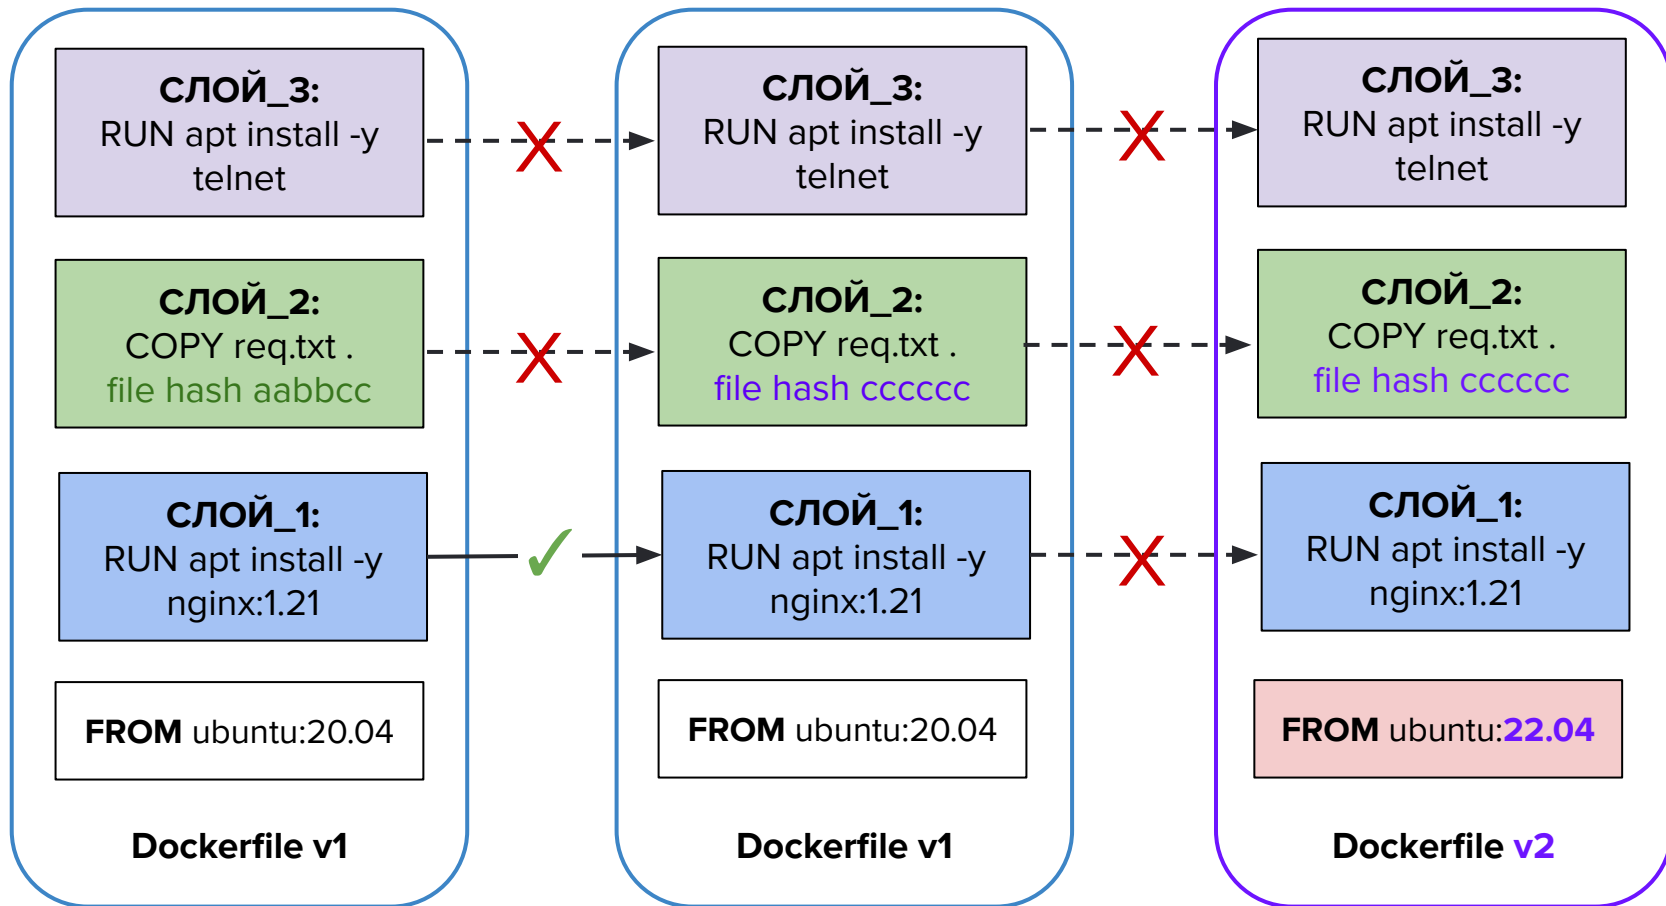 СЛОЙ_3:
RUN apt install -y
telnet
СЛОЙ_2:
COPY req.txt .
file hash aabbcc
СЛОЙ_1:
RUN apt install -y
nginx:1.21
FROM ubuntu:20.04
Dockerfile v1
СЛОЙ_3:
RUN apt install -y
telnet
СЛОЙ_2:
COPY req.txt .
file hash cccccc
СЛОЙ_1:
RUN apt install -y
nginx:1.21
FROM ubuntu:20.04
Dockerfile v1
СЛОЙ_3:
RUN apt install -y
telnet
СЛОЙ_2:
COPY req.txt .
file hash cccccc
СЛОЙ_1:
RUN apt install -y
nginx:1.21
FROM ubuntu:22.04
Dockerfile v2